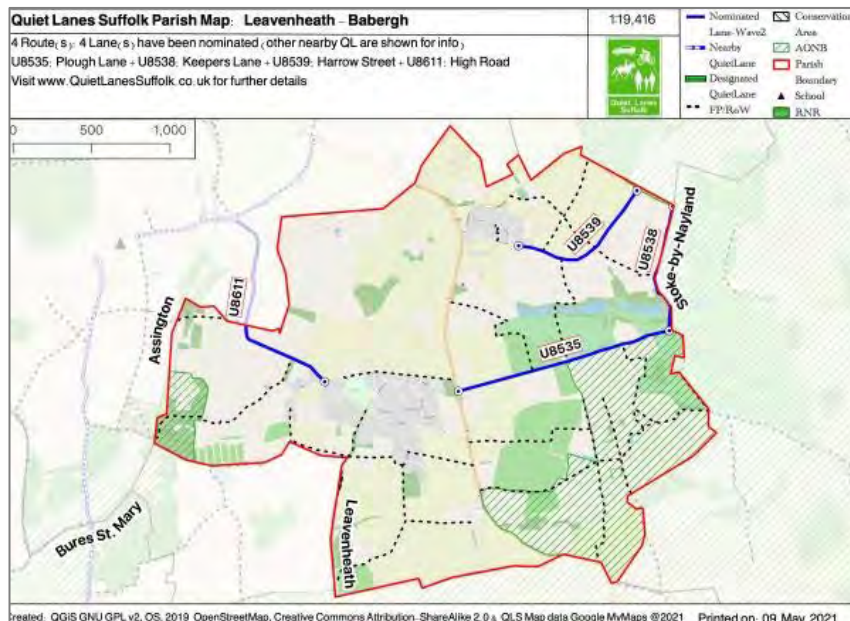 Quiet Lanes Suffolk Parish Map: Leavenheath - Babergh
4 Route(s): 4 Lane(s) have been nominated (other nearby QL are shown for info)
U8535: Plough Lane + U8538: Keepers Lane + U8539: Harrow Street + U8611: High Road
Visit www.QuietLanesSuffolk.co.uk for further details
1:19,416
Quiet Lanes
Suffolk
Nominated
Lane-Wave2
Nearby
QuietLane
Designated
QuietLane
FP/RoW
Conservation
Area
AONB
Parish
Boundary
School
RNR
0 500 1,000
U8539
U8538
Stoke-by-Nayland
U8611
Assington
U8535
Leavenheath
Bures St. Mary
Created: QGiS GNU GPL v2, OS, 2019 OpenStreetMap, Creative Commons Attribution-ShareAlike 2.0 & QLS Map data Google MyMaps @2021 Printed on: 09 May 2021